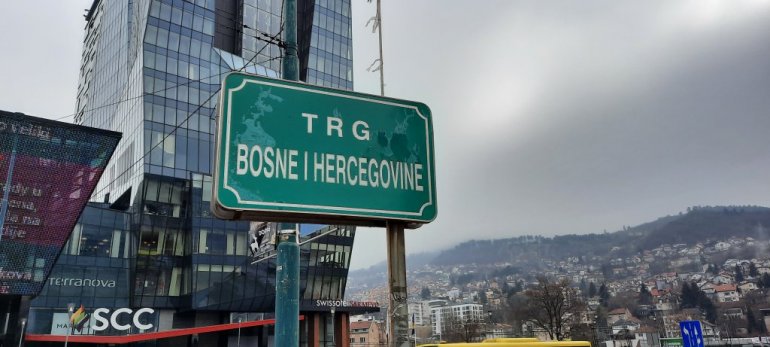 TRG
BOSNE I HERCEGOVINE
terranova
SCC
swissotel